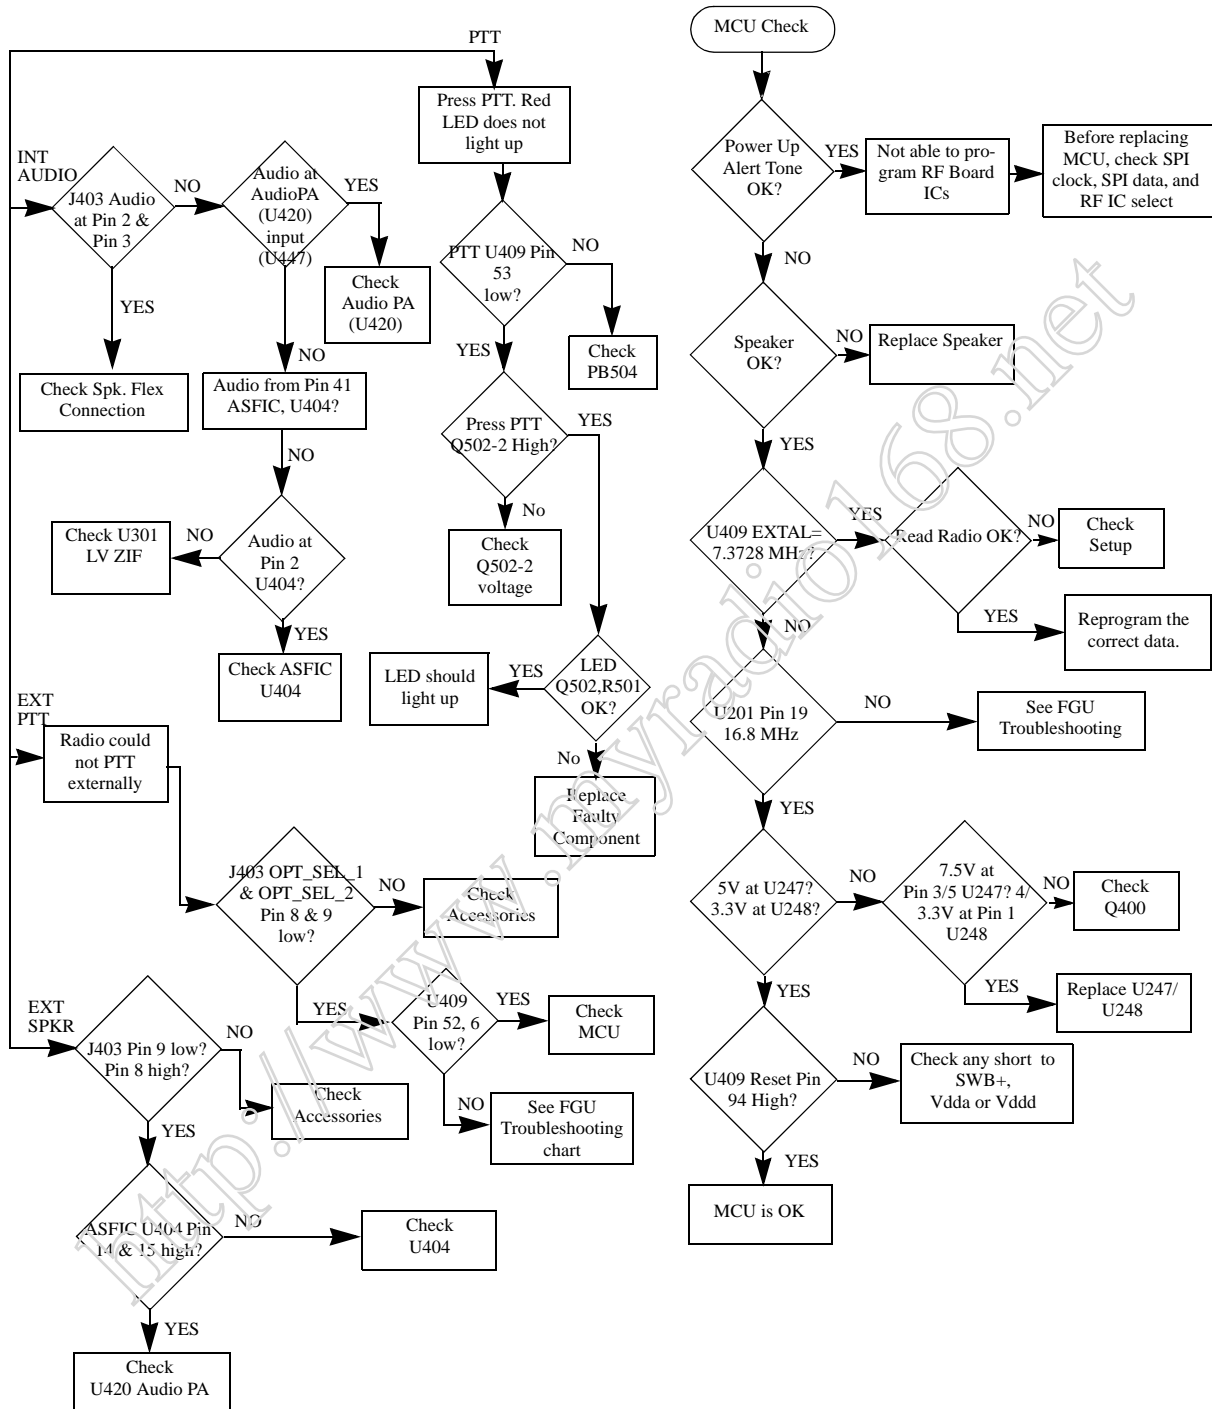 PTT
Press PTT. Red
LED does not
light up
INT
AUDIO
J403 Audio
at Pin 2 &
Pin 3
NO
Audio at
AudioPA
(U420)
input
(U447)
YES
Check
Audio PA
(U420)
YES
Check Spk. Flex
Connection
NO
Audio from Pin 41
ASFIC, U404?
NO
Audio at
Pin 2
U404?
NO
Check U301
LV ZIF
YES
Check ASFIC
U404
PTT U409 Pin
53
low?
NO
Check
PB504
YES
Press PTT
Q502-2 High?
YES
No
Check
Q502-2
voltage
LED
Q502,R501
OK?
YES
LED should
light up
No
Replace
Faulty
Component
EXT
PTT
Radio could
not PTT
externally
J403 OPT_SEL_1
& OPT_SEL_2
Pin 8 & 9
low?
NO
Check
Accessories
YES
U409
Pin 52, 6
low?
YES
Check
MCU
NO
See FGU
Troubleshooting
chart
EXT
SPKR
J403 Pin 9 low?
Pin 8 high?
NO
Check
Accessories
YES
ASFIC U404 Pin
14 & 15 high?
NO
Check
U404
YES
Check
U420 Audio PA
MCU Check
Power Up
Alert Tone
OK?
YES
Not able to pro-
gram RF Board
ICs
Before replacing
MCU, check SPI
clock, SPI data, and
RF IC select
NO
Speaker
OK?
NO
Replace Speaker
YES
U409 EXTAL=
7.3728 MHz?
YES
Read Radio OK?
NO
Check
Setup
YES
Reprogram the
correct data.
NO
U201 Pin 19
16.8 MHz
NO
See FGU
Troubleshooting
YES
5V at U247?
3.3V at U248?
NO
7.5V at
Pin 3/5 U247? 4/
3.3V at Pin 1
U248
NO
Check
Q400
YES
Replace U247/
U248
YES
U409 Reset Pin
94 High?
NO
Check any short to
SWB+,
Vdda or Vddd
YES
MCU is OK
http://www.myradio168.net